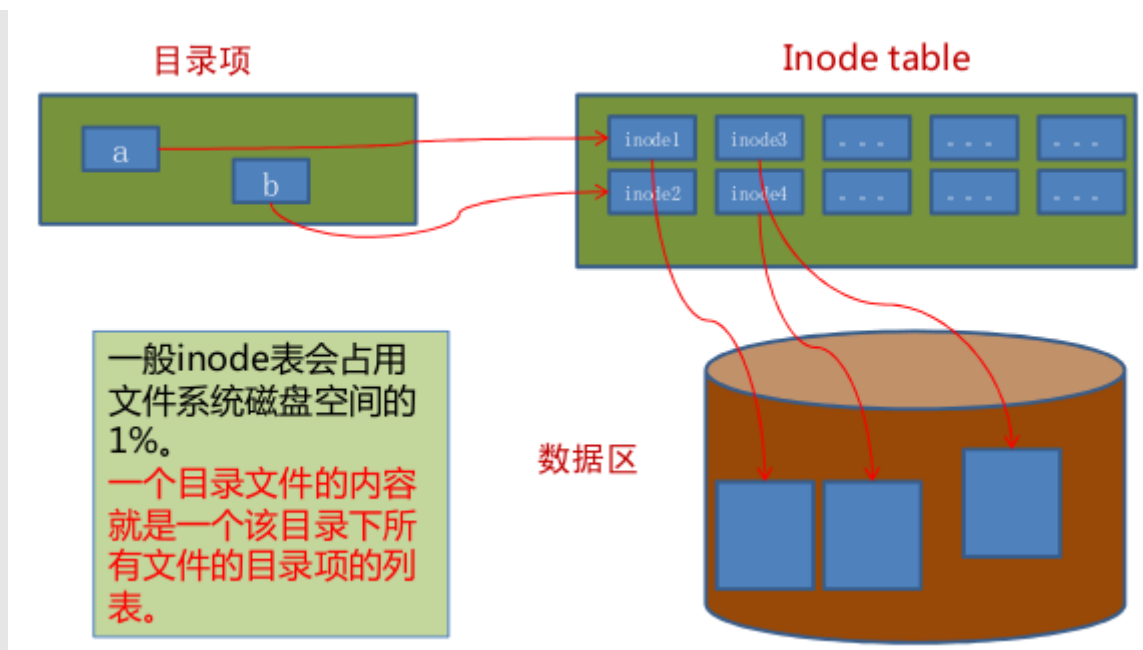 目录项
Inode table
a
b
inode1
inode3
。。。
。。。
。。。
inode2
inode4
。。。
。。。
。。。
一般inode表会占用
文件系统磁盘空间的
1%。
一个目录文件的内容
就是一个该目录下所
有文件的目录项的列
表。
数据区